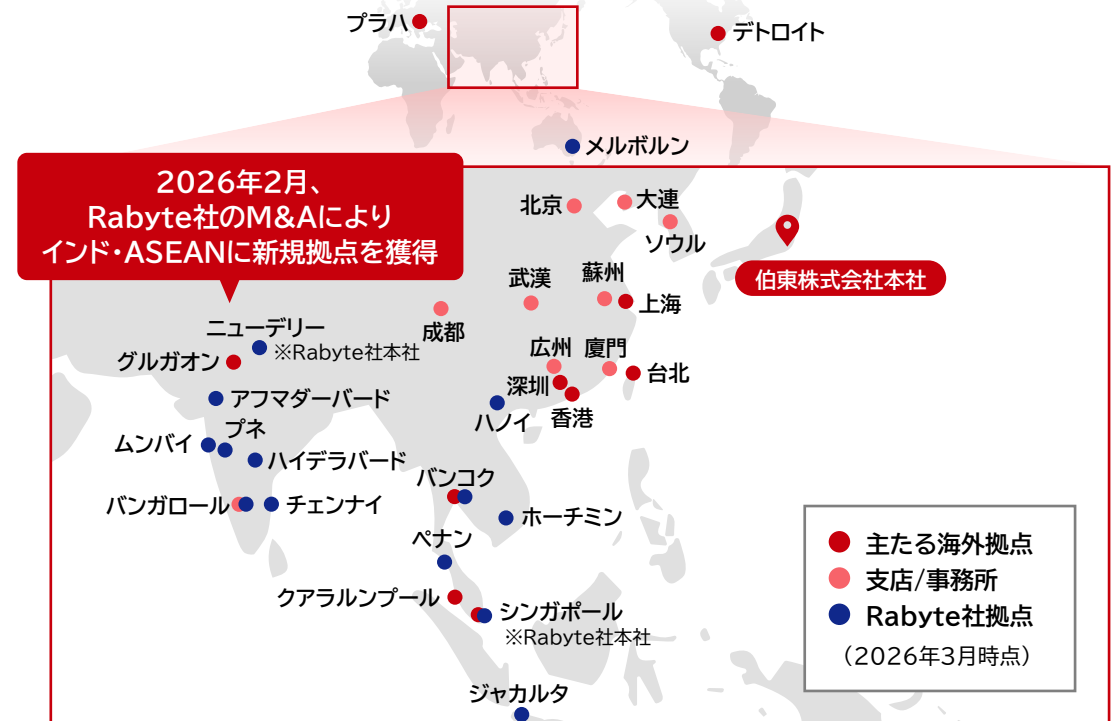 プラハ
デトロイト
メルボルン
2026年2月、
Rabyte社のM&Aにより
インド・ASEANに新規拠点を獲得
北京
大連
ソウル
伯東株式会社本社
武漢
蘇州
上海
成都
ニューデリー
※Rabyte社本社
グルガオン
広州
廈門
台北
深圳
香港
アフマダーバード
ハノイ
プネ
ムンバイ
ハイデラバード
バンコク
バンガロール
チェンナイ
ホーチミン
ペナン
クアラルンプール
シンガポール
※Rabyte社本社
ジャカルタ
主たる海外拠点
支店/事務所
Rabyte社拠点
（2026年3月時点）